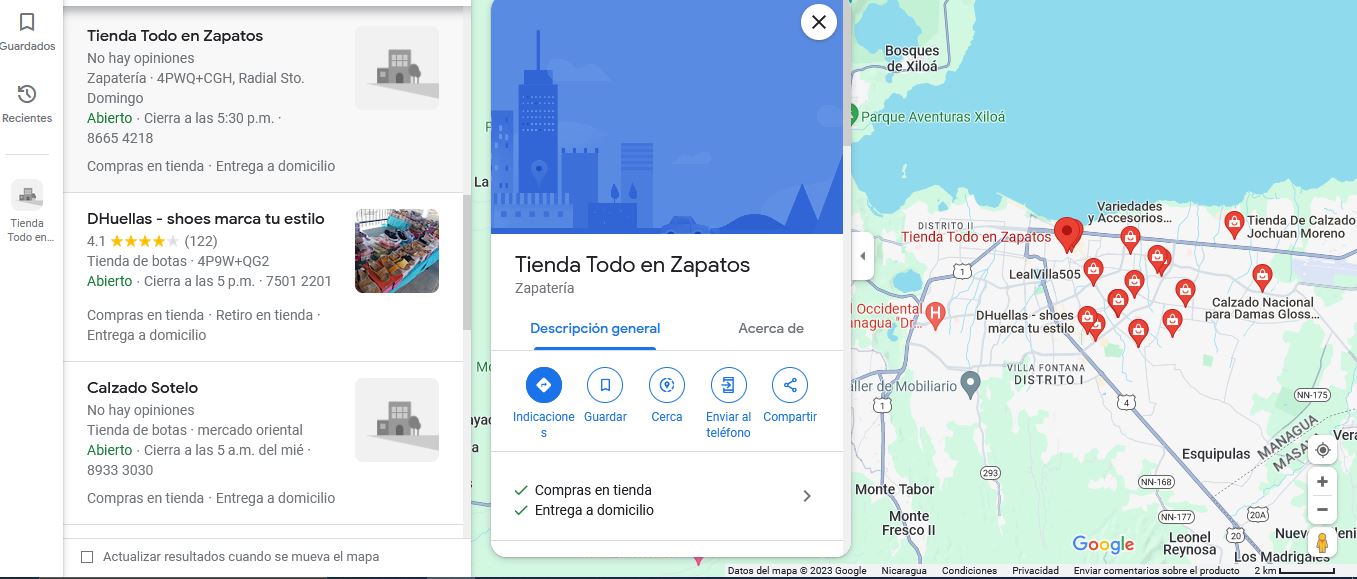 Guardados
Recientes
Tienda
Todo en...
Tienda Todo en Zapatos
No hay opiniones
Zapatería · 4PWQ+CGH, Radial Sto.
Domingo
Abierto · Cierra a las 5:30 p.m. ·
8665 4218
Compras en tienda · Entrega a domicilio
DHuellas - shoes marca tu estilo
4.1 (122)
Tienda de botas · 4P9W+QG2
Abierto · Cierra a las 5 p.m. · 7501 2201
Compras en tienda · Retiro en tienda ·
Entrega a domicilio
Calzado Sotelo
No hay opiniones
Tienda de botas · mercado oriental
Abierto · Cierra a las 5 a.m. del mié ·
8933 3030
Compras en tienda · Entrega a domicilio
Actualizar resultados cuando se mueva el mapa
La
Tienda Todo en Zapatos
Zapatería
Descripción general
Acerca de
Indicacione
s
Guardar
Cerca
Enviar al
teléfono
Compartir
Compras en tienda
Entrega a domicilio
Bosques
de Xiloá
Parque Aventuras Xiloá
Variedades
y Accesorios...
DISTRITO II
Tienda Todo en Zapatos
Tienda De Calzado
Jochuan Moreno
1
LealVilla505
l Occidental
anagua "Dr...
H
DHuellas - shoes
marca tu estilo
Calzado Nacional
para Damas Gloss...
VILLA FONTANA
DISTRITO I
aller de Mobiliario
1
4
NN-175
MANAGUA
MASA
Vera
Esquipulas
293
NN-168
Monte Tabor
Monte
Fresco II
NN-177
20A
20
Nuevo
Leonel
Reynosa
Los Madrigales
Google
Datos del mapa © 2023 Google
Nicaragua
Condiciones
Privacidad
Enviar comentarios sobre el producto
2 km